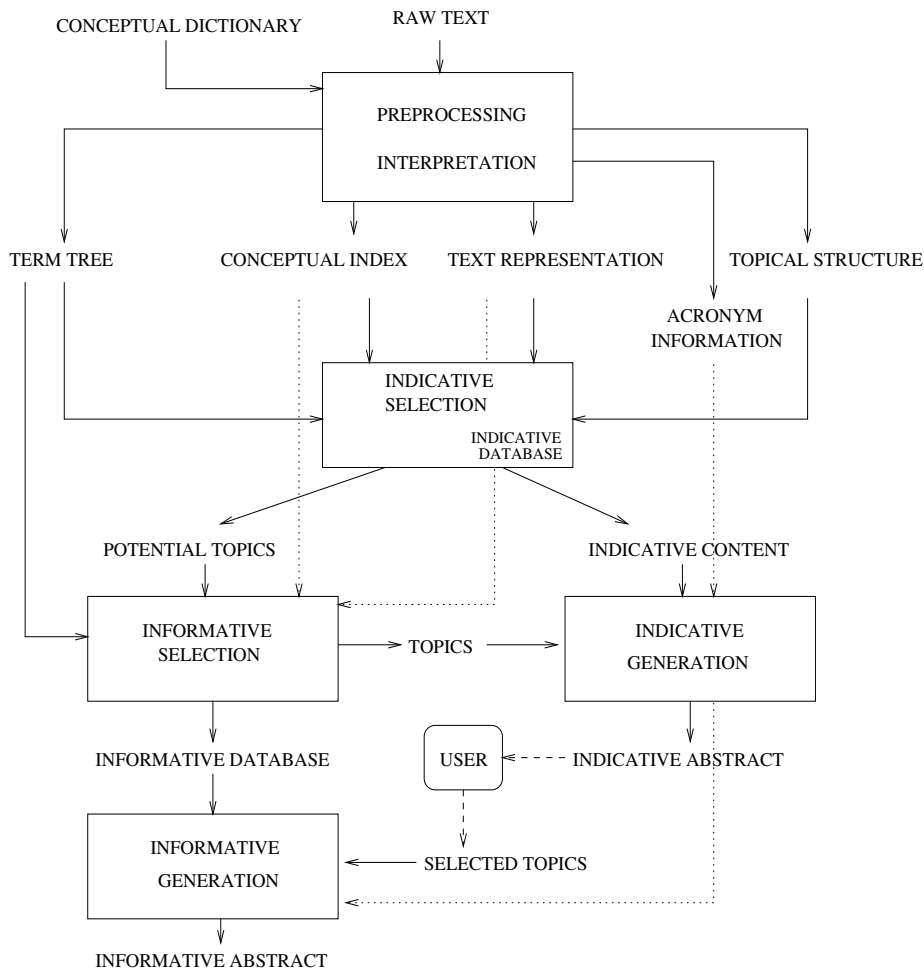 RAW TEXT
CONCEPTUAL DICTIONARY
PREPROCESSING
INTERPRETATION
TERM TREE
CONCEPTUAL INDEX
TEXT REPRESENTATION
TOPICAL STRUCTURE
ACRONYM
INFORMATION
INDICATIVE
SELECTION
INDICATIVE
DATABASE
POTENTIAL TOPICS
INDICATIVE CONTENT
INFORMATIVE
SELECTION
TOPICS
INDICATIVE
GENERATION
INFORMATIVE DATABASE
USER
INDICATIVE ABSTRACT
INFORMATIVE
GENERATION
SELECTED TOPICS
INFORMATIVE ABSTRACT